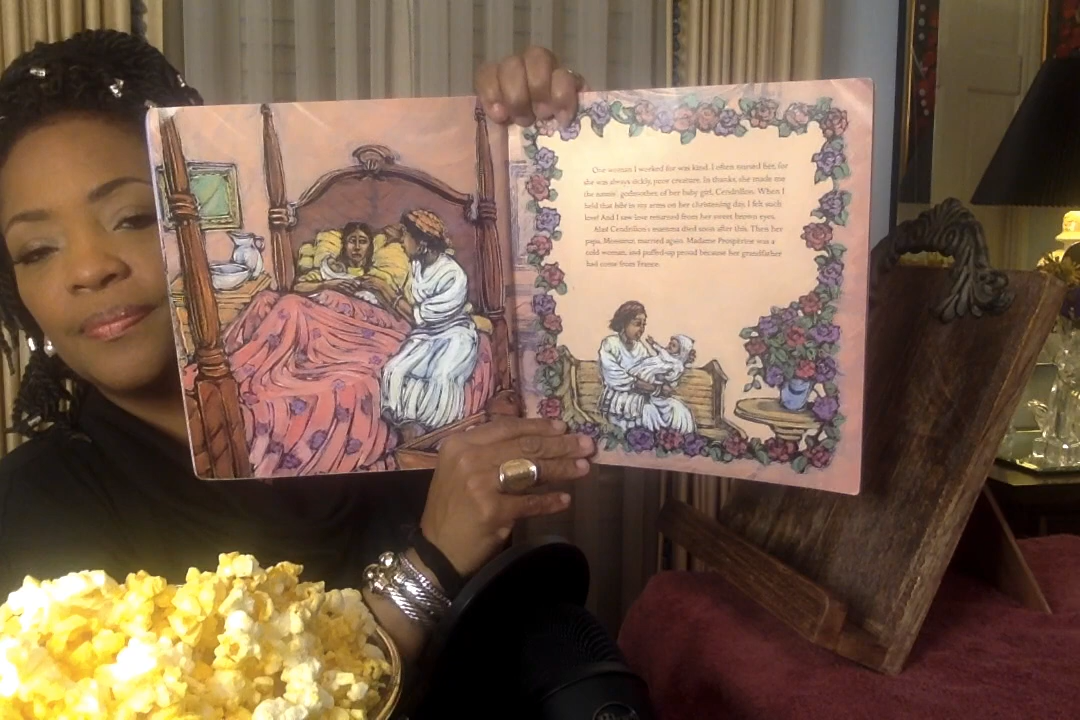 One woman I worked for was kind. I often nursed her, for
she was always sickly, poor creature. In thanks, she made me
the nannin', godmother of her baby girl, Cendrillon. When I
held that bébé in my arms on her christening day, I felt such
love! And I saw love returned from her sweet brown eyes.
Alas! Cendrillon's maman died soon after this. Then her
papa, Monsieur, married again. Madame Prospèrine was a
cold woman, and puffed-up proud because her grandfather
had come from France.